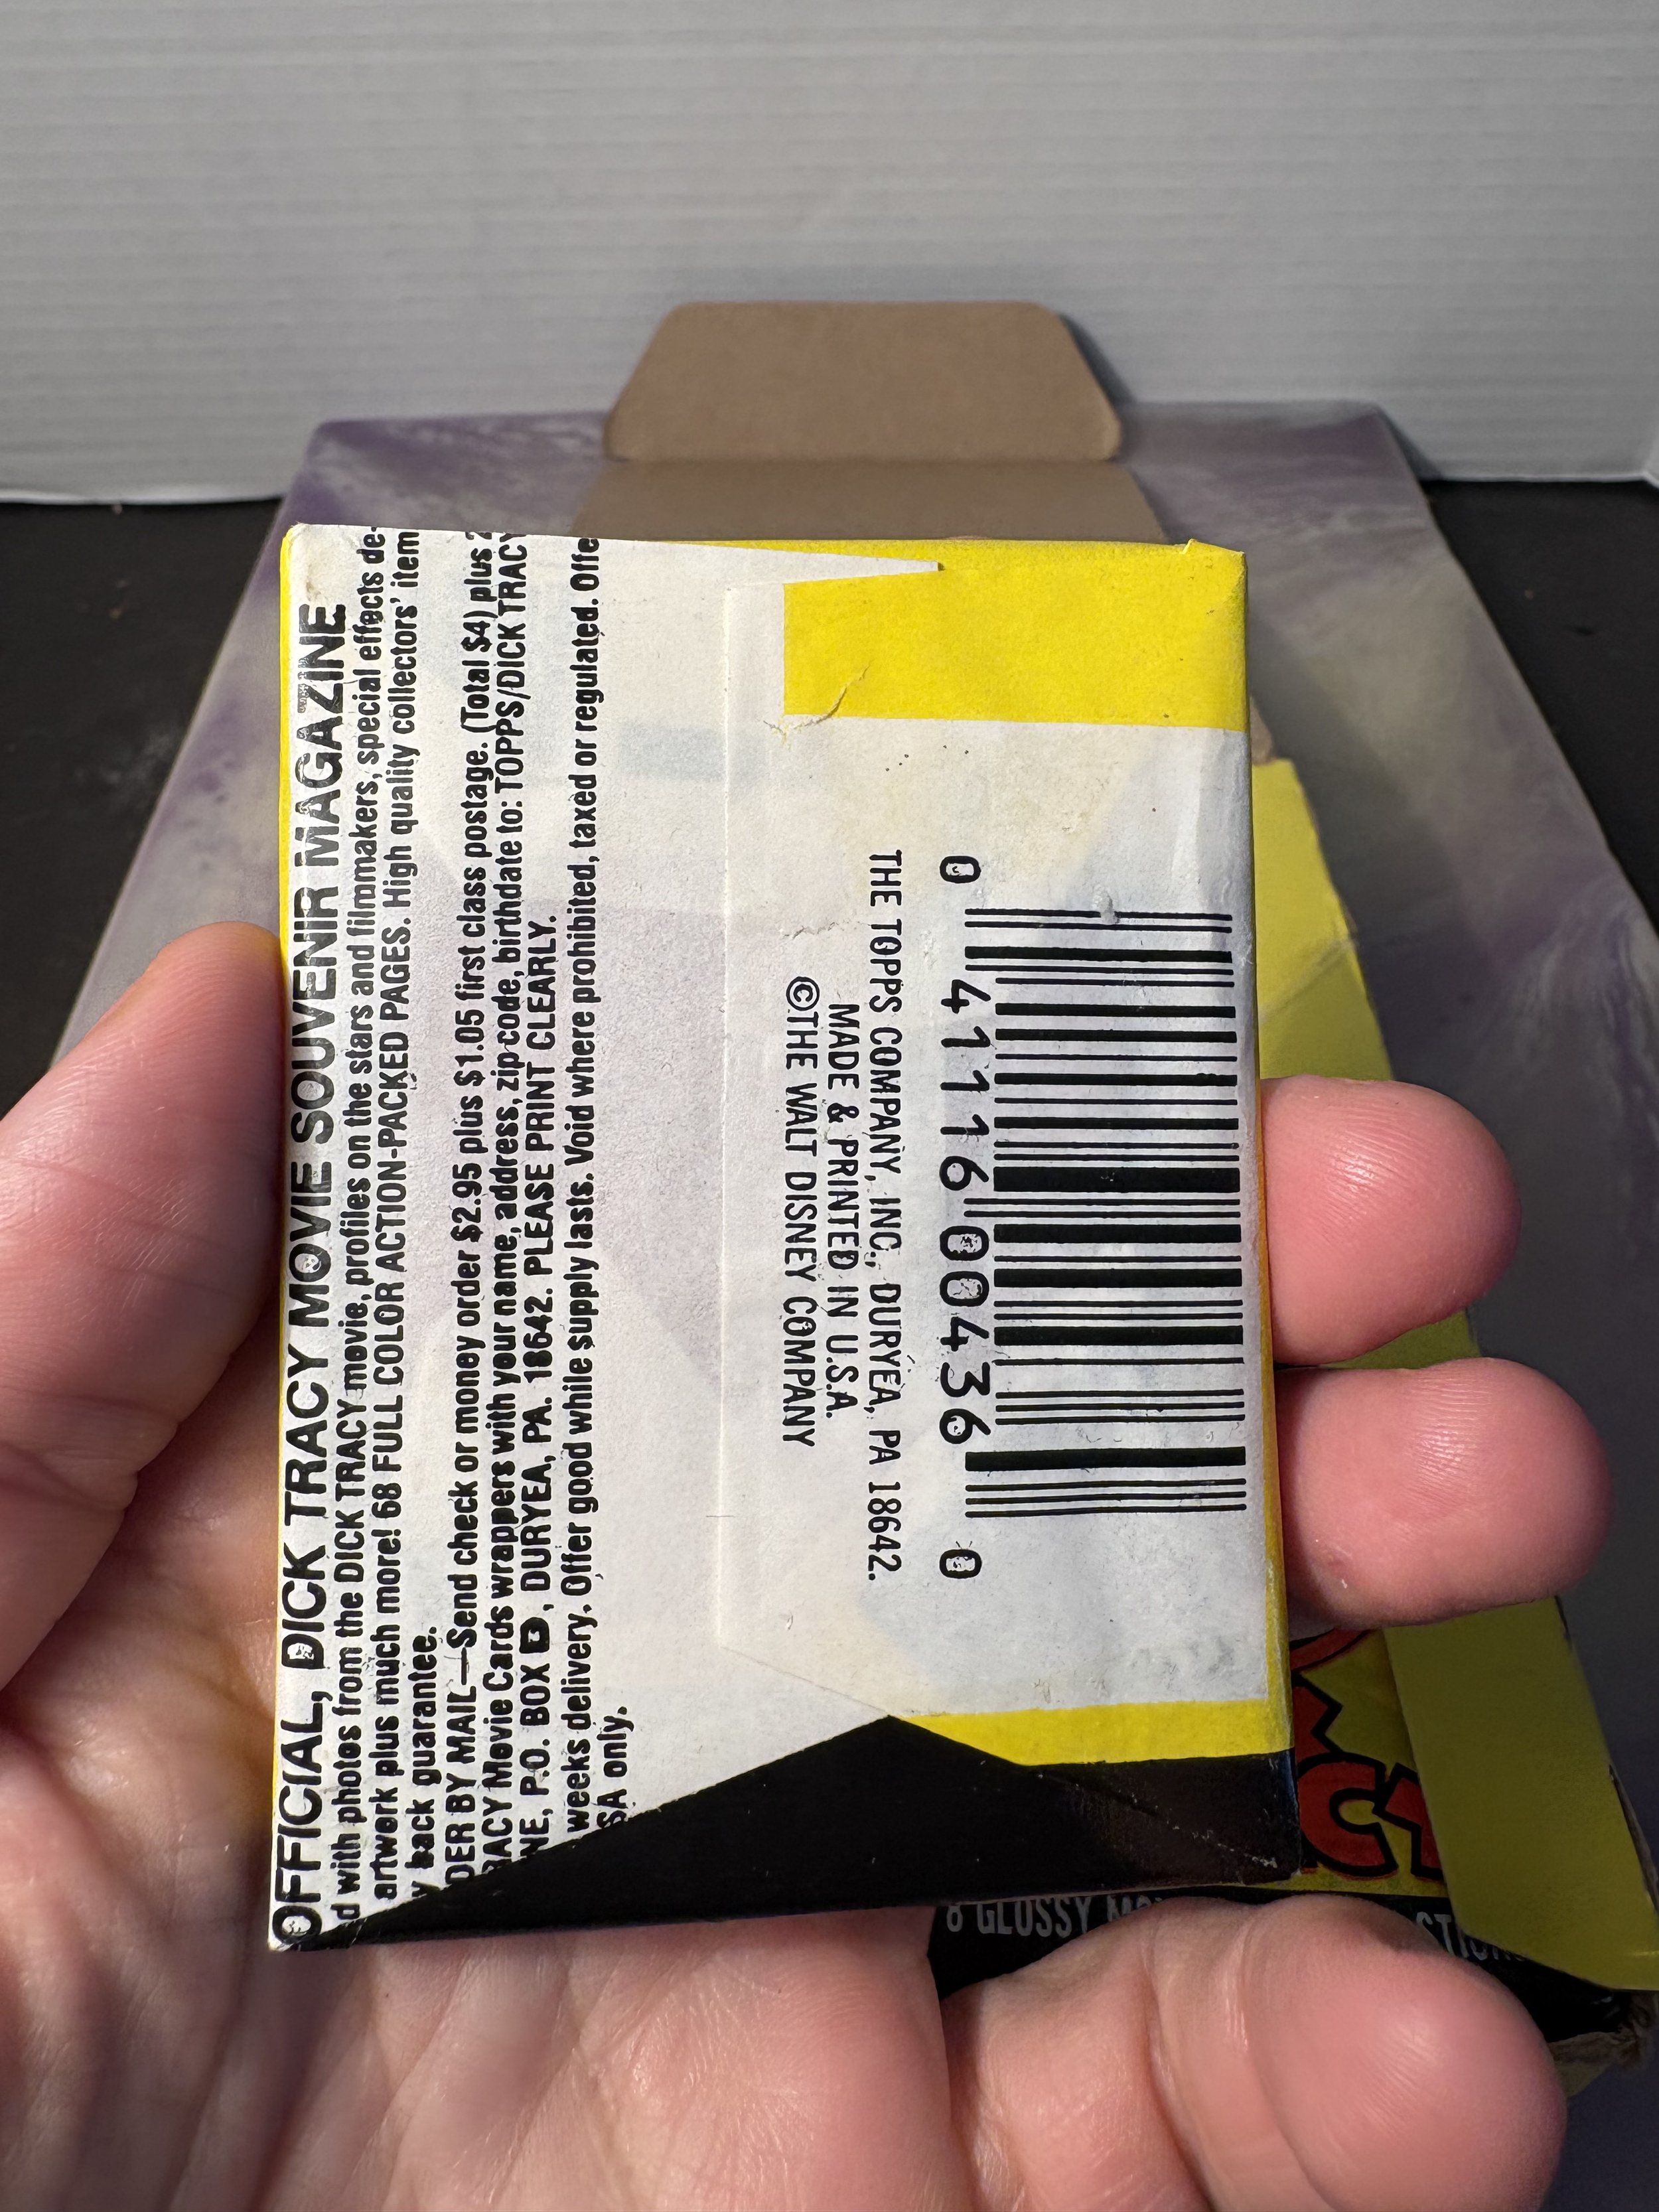 OFFICIAL, DICK TRACY MOVIE SOUVENIR MAGAZINE
d with photos from the DICK TRACY movie, profiles on the stars and filmmakers, special effects de-
artwork plus much more! 68 FULL COLOR ACTION-PACKED PAGES. High quality collectors' item
y back guarantee.
DER BY MAIL—Send check or money order $2.95 plus $1.05 first class postage. (Total $4) plus 2
RACY Movie Cards wrappers with your name, address, zip code, birthdate to: TOPPS/DICK TRACY
NE, P.O. BOX D, DURYEA, PA. 18642. PLEASE PRINT CLEARLY.
weeks delivery. Offer good while supply lasts. Void where prohibited, taxed or regulated. Offe
SA only.
0 41116 00436 0
THE TOPPS COMPANY, INC., DURYEA, PA 18642.
MADE & PRINTED IN U.S.A.
©THE WALT DISNEY COMPANY
8 GLOSSY